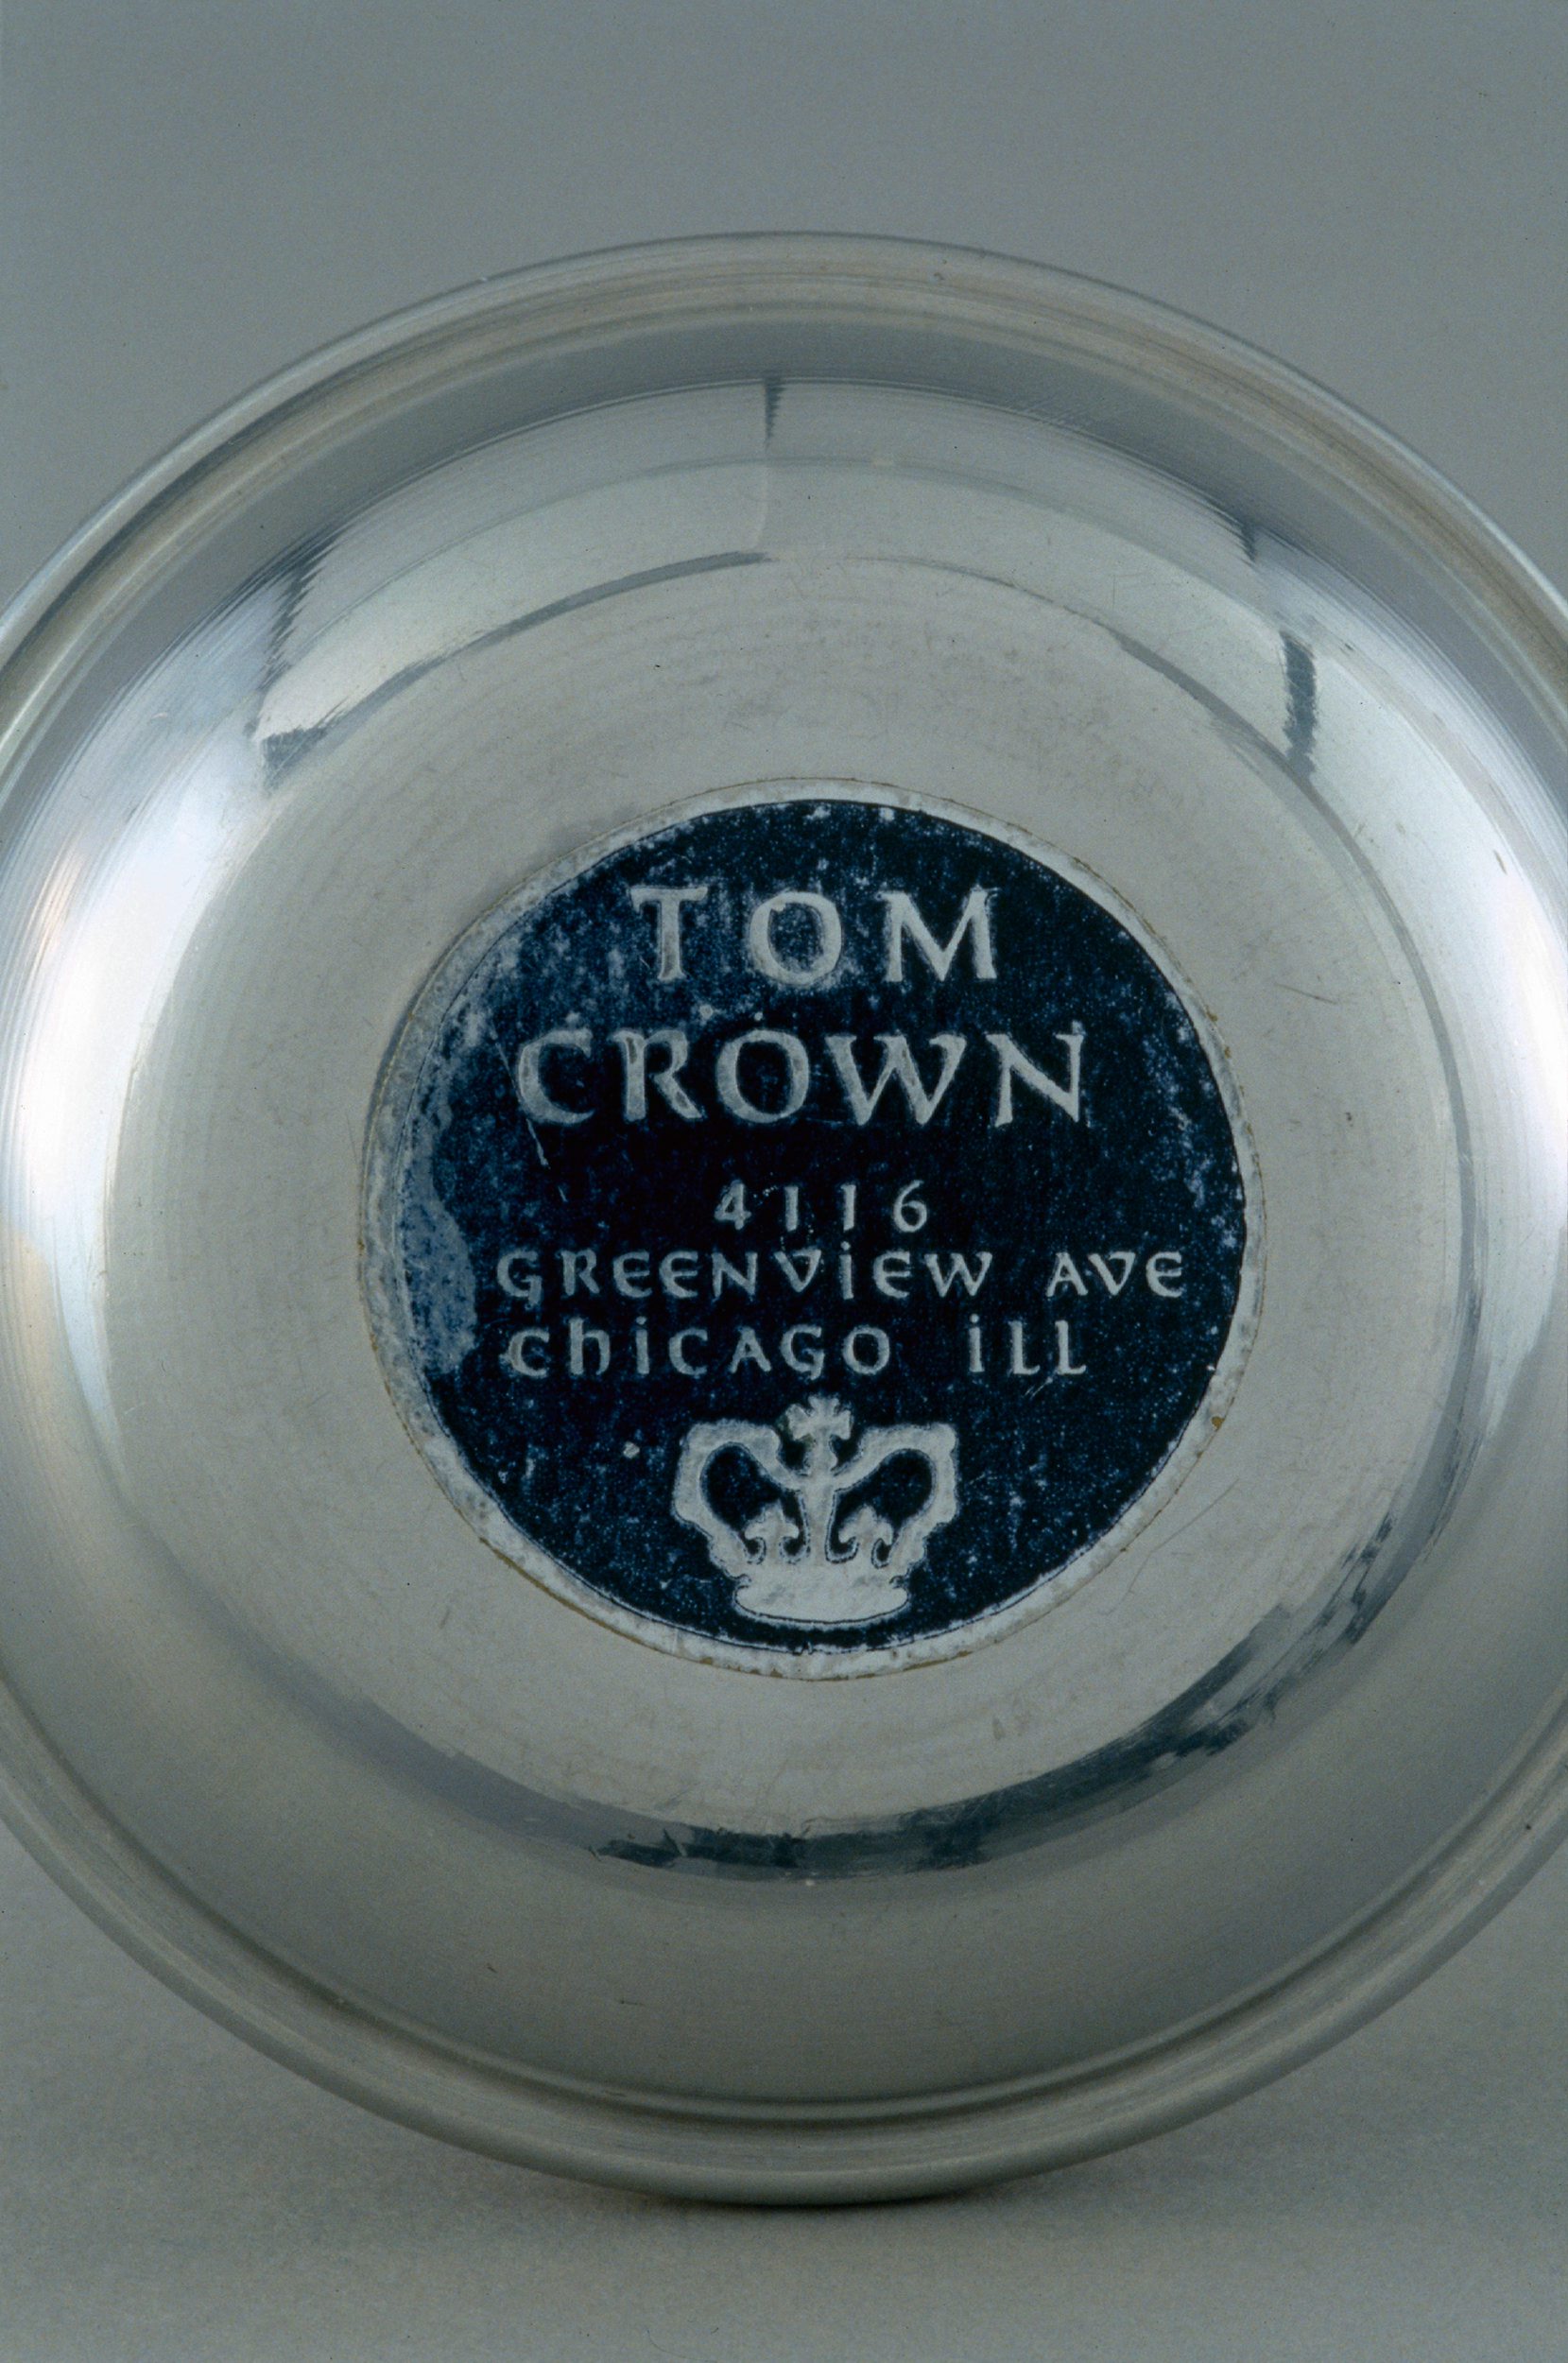 TOM
CROWN
4116
GREENViEW AVE
ChiCAGO iLL